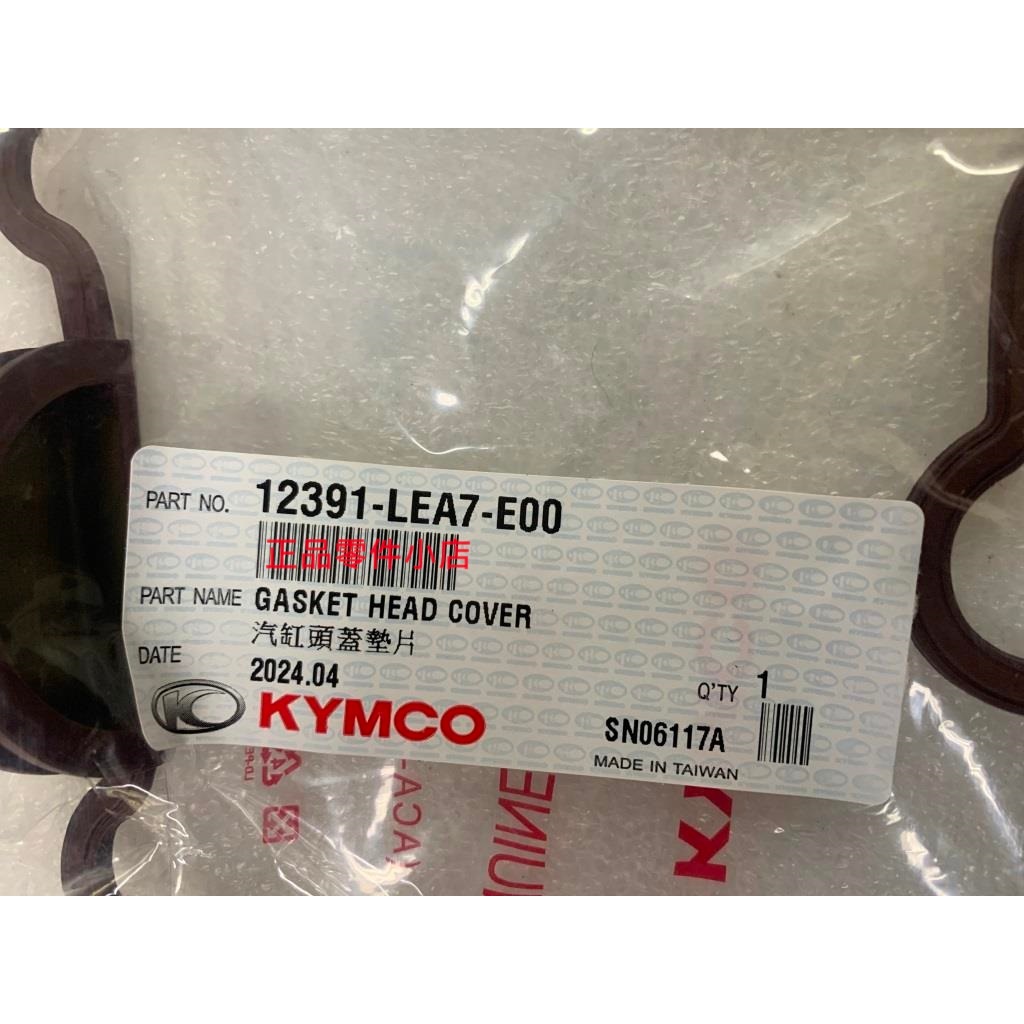 PART NO. 12391-LEA7-E00
正品零件小店
PART NAME GASKET HEAD COVER
汽缸頭蓋墊片
DATE 2024.04
Q'TY 1
KYMCO
SN06117A
MADE IN TAIWAN